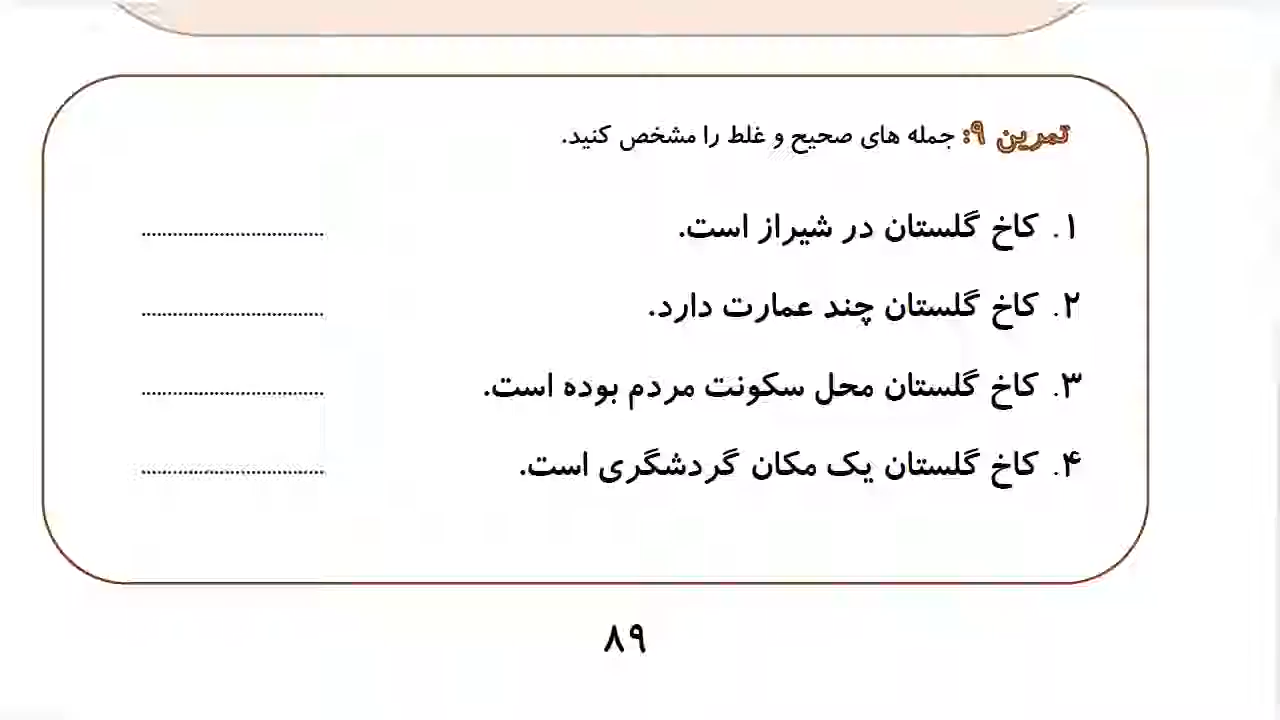 تمرین ۹: جمله های صحیح و غلط را مشخص کنید.
۱. کاخ گلستان در شیراز است. ....................................
۲. کاخ گلستان چند عمارت دارد. ....................................
۳. کاخ گلستان محل سکونت مردم بوده است. ....................................
۴. کاخ گلستان یک مکان گردشگری است. ....................................
۸۹